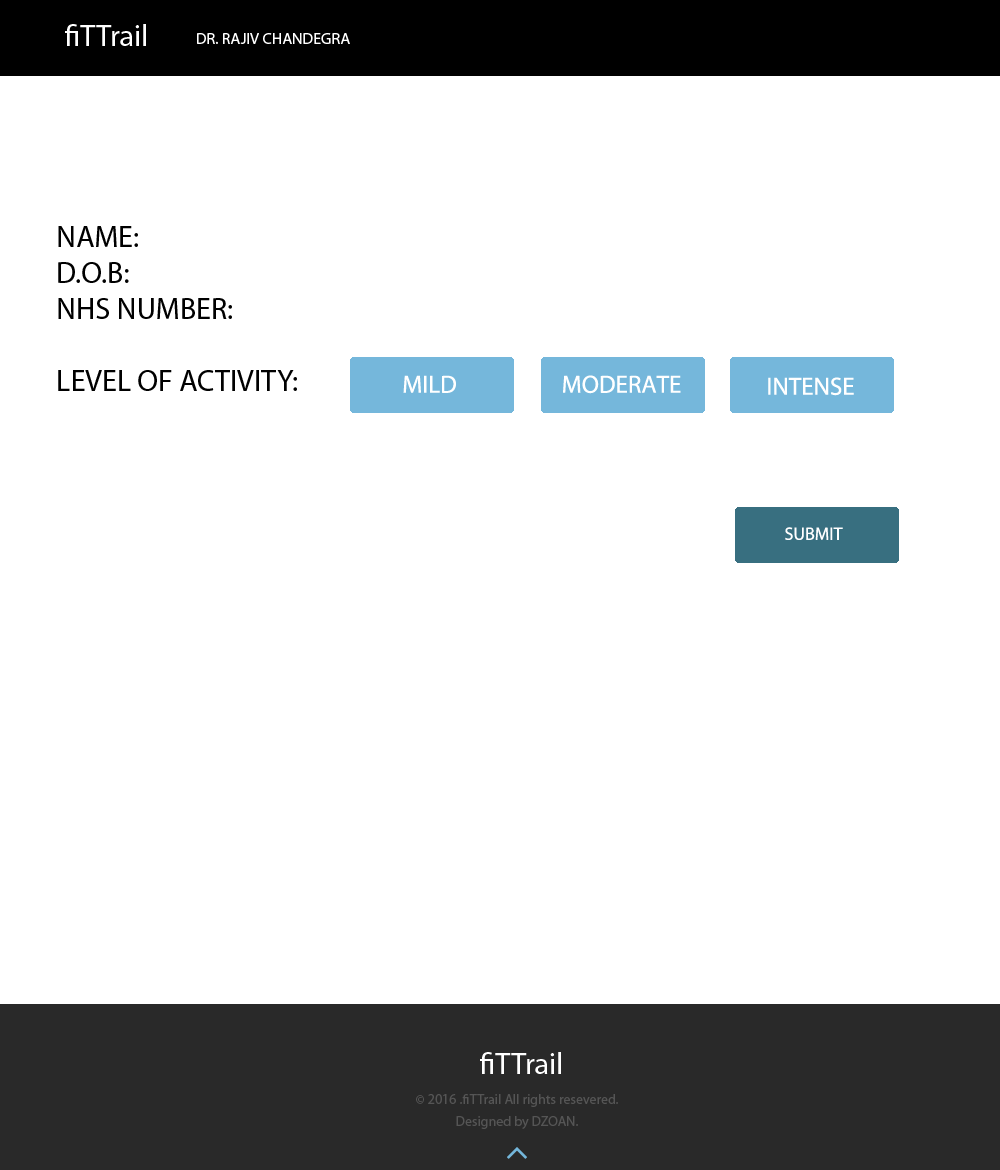 fiTTrail DR. RAJIV CHANDEGRA
NAME:
D.O.B:
NHS NUMBER:
LEVEL OF ACTIVITY: MILD MODERATE INTENSE
SUBMIT
fiTTrail
© 2016 .fiTTrail All rights resevered.
Designed by DZOAN.